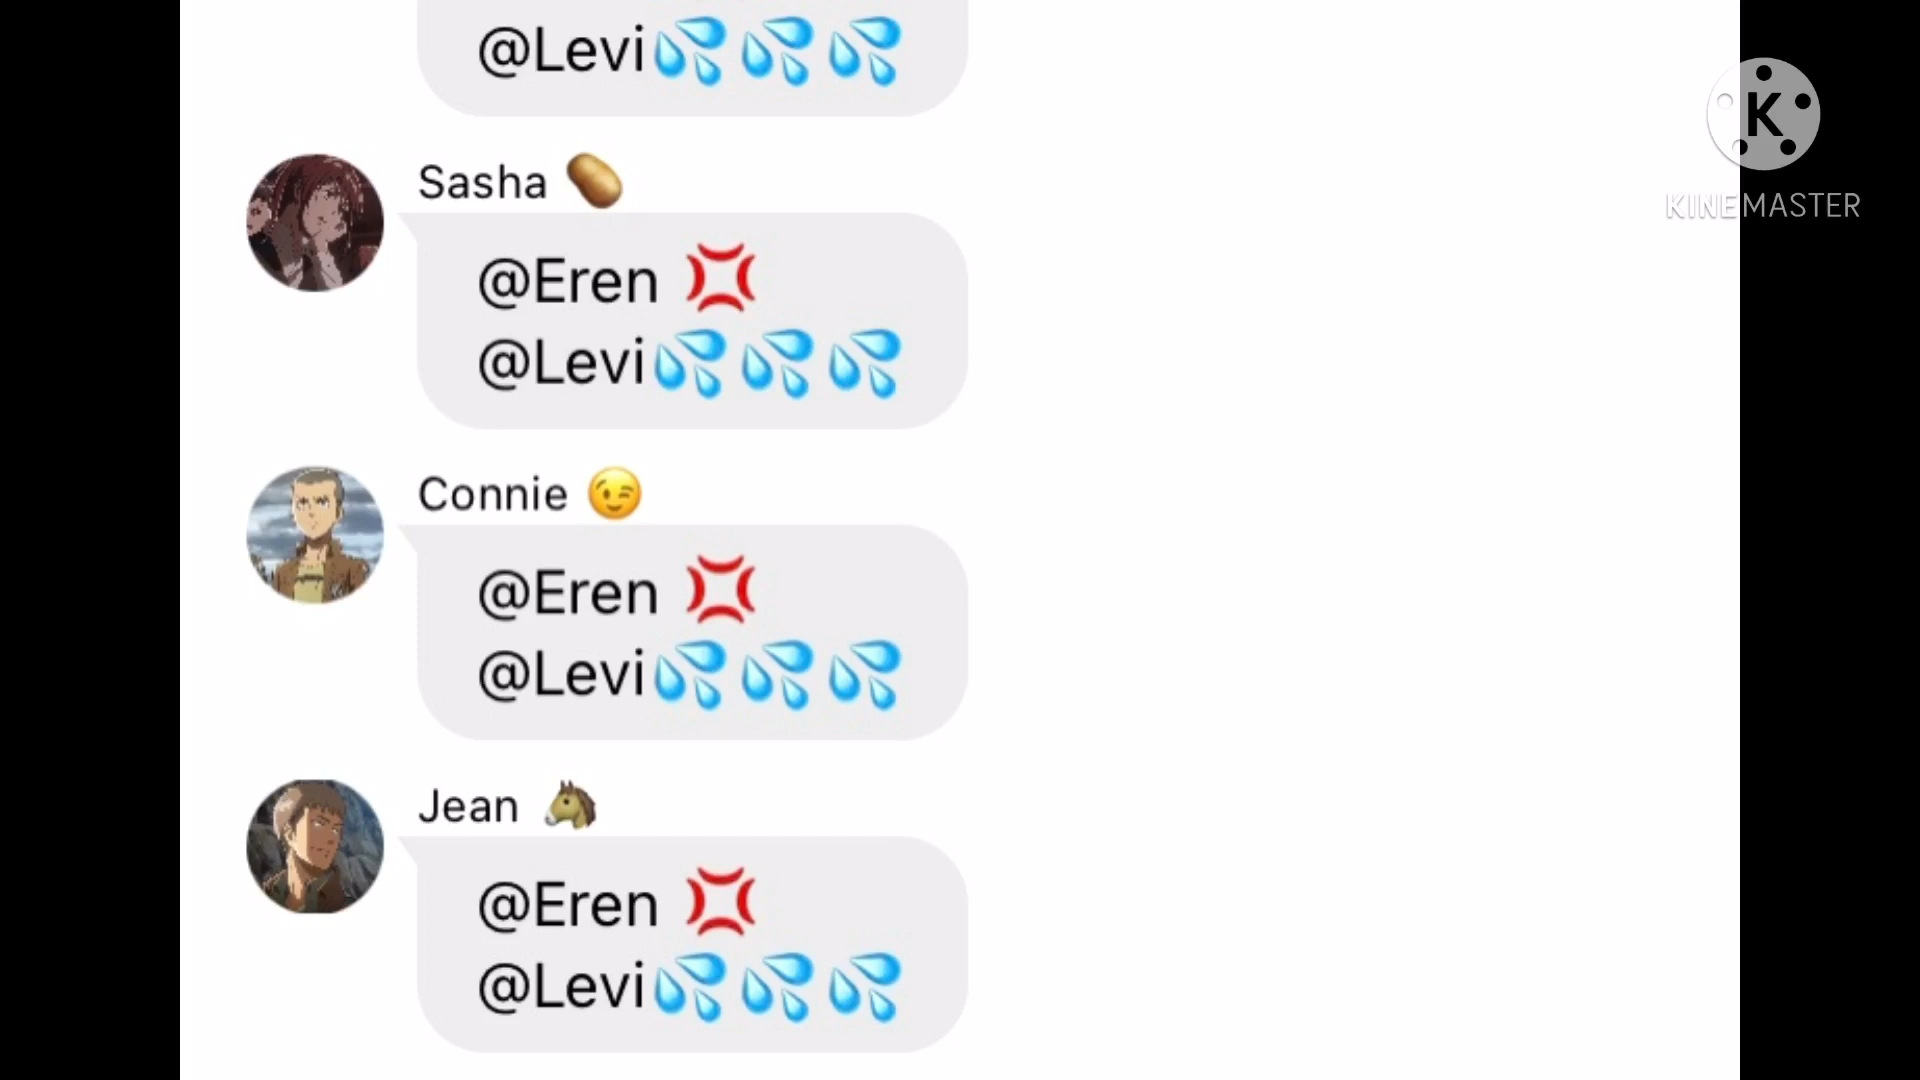 @Levi💦💦💦
Sasha 🥔
@Eren 💢
@Levi💦💦💦
Connie 😉
@Eren 💢
@Levi💦💦💦
Jean 🐴
@Eren 💢
@Levi💦💦💦
K
KINEMASTER